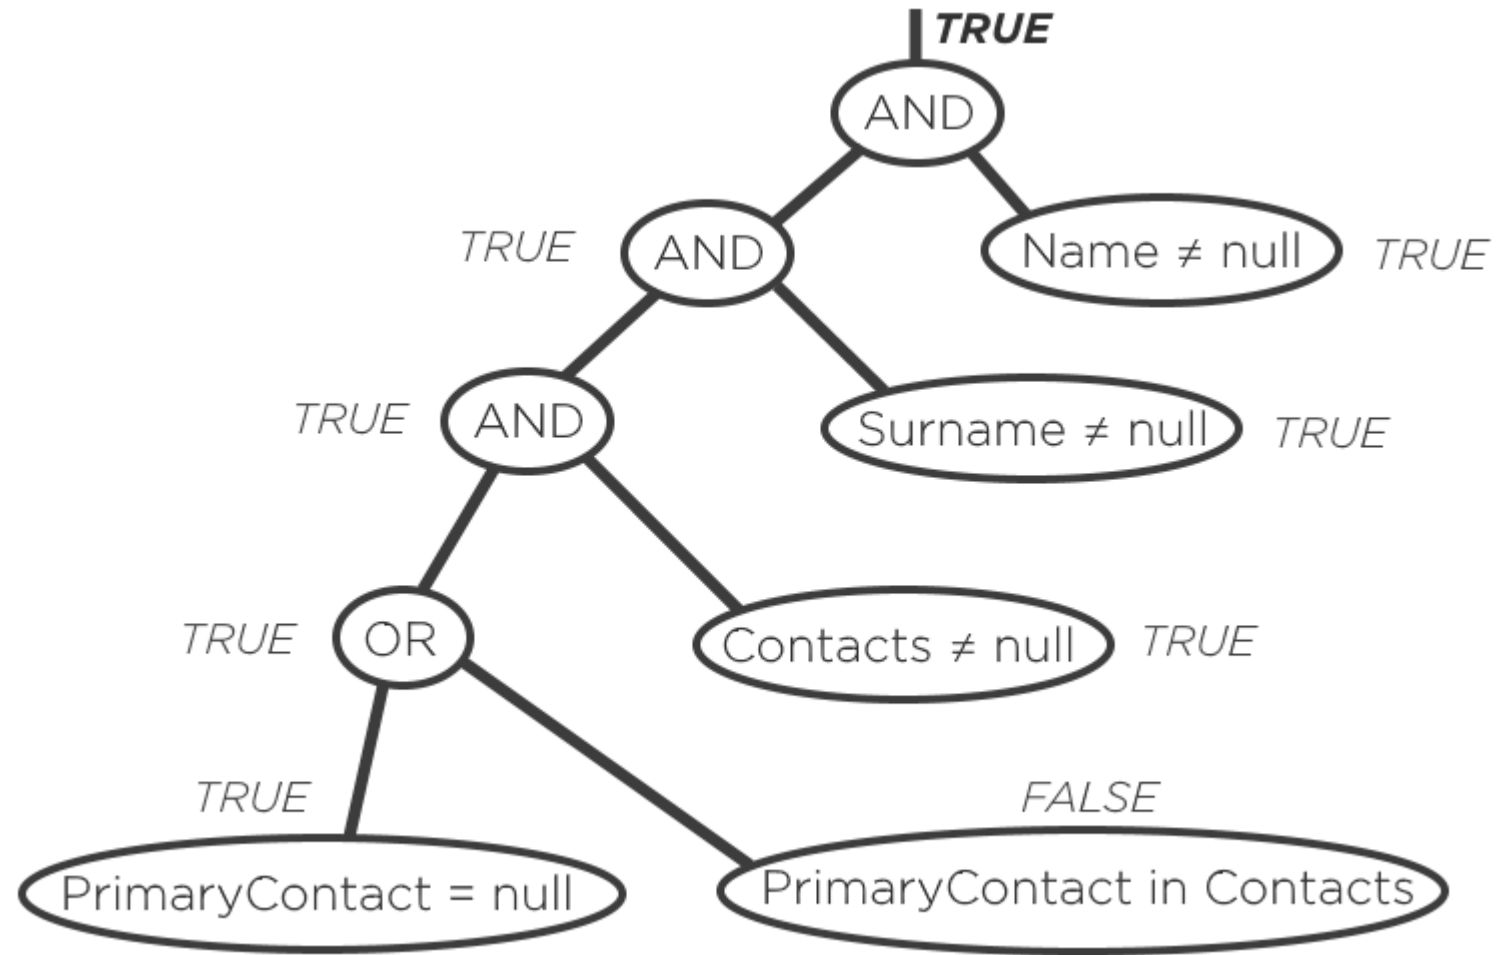 TRUE
AND
TRUE
AND
Name ≠ null
TRUE
TRUE
AND
Surname ≠ null
TRUE
TRUE
OR
Contacts ≠ null
TRUE
TRUE
FALSE
PrimaryContact = null
PrimaryContact in Contacts